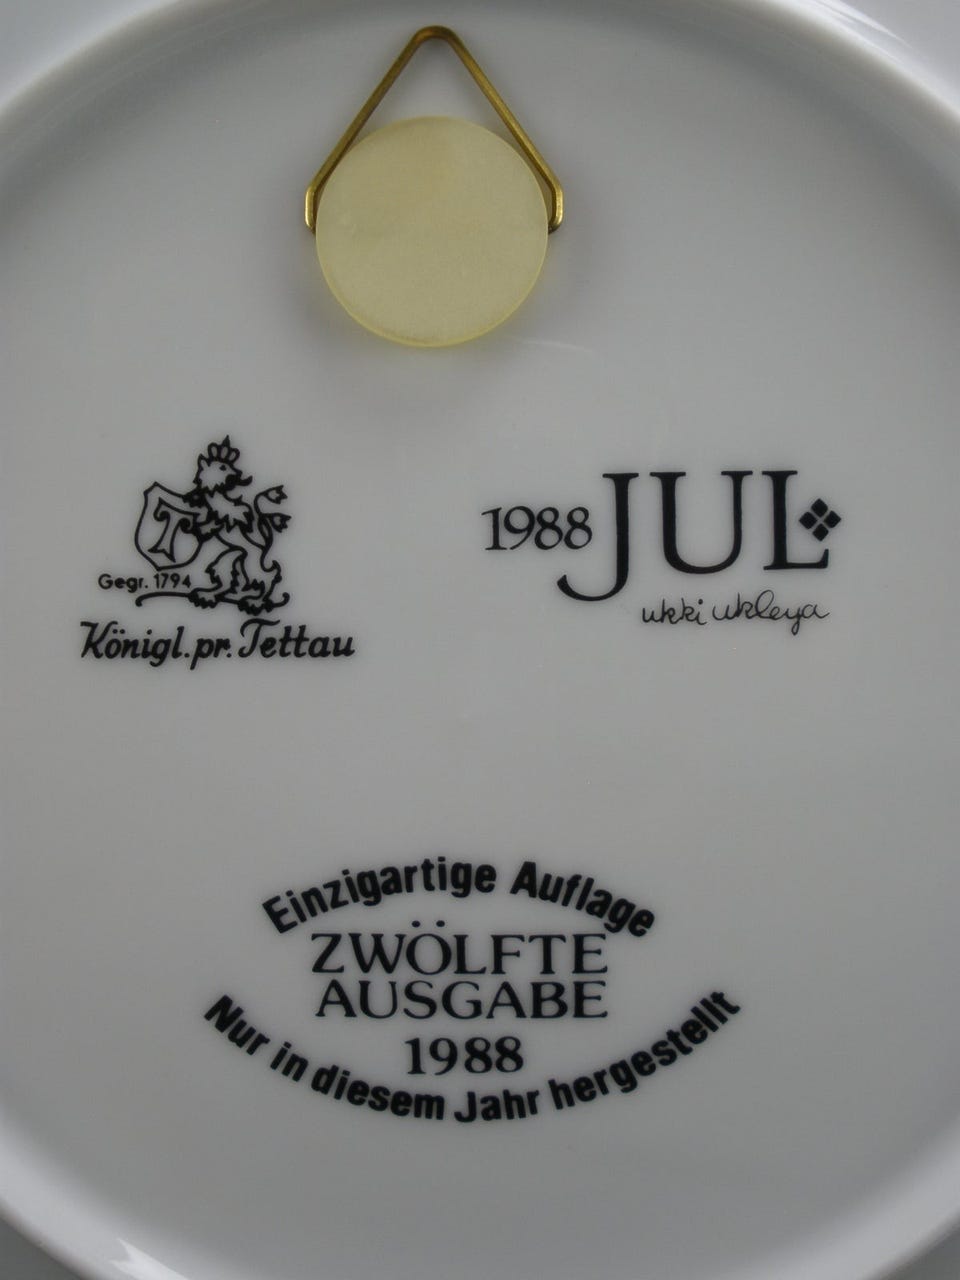 T
Gegr. 1794
Königl. pr. Tettau
1988 JUL
ukki ukleya
Einzigartige Auflage
ZWÖLFTE
AUSGABE
1988
Nur in diesem Jahr hergestellt